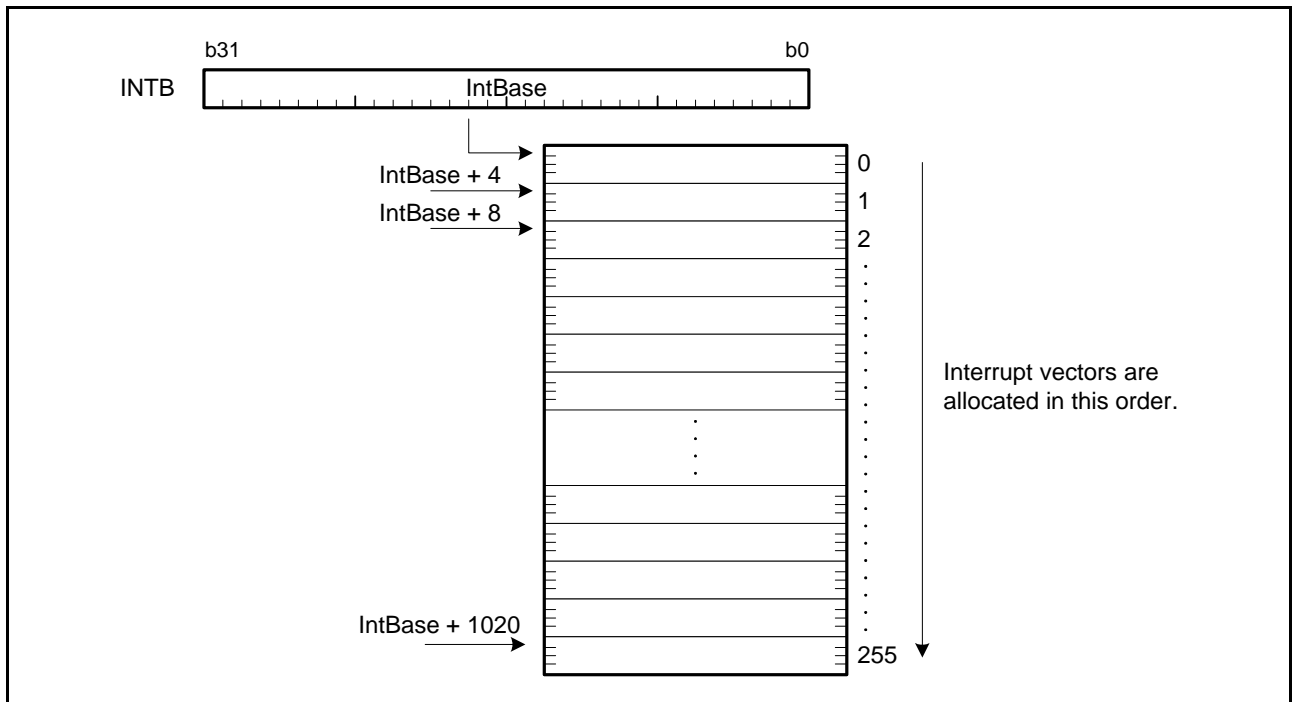 b31 b0
INTB IntBase
IntBase + 4
IntBase + 8
0
1
2
Interrupt vectors are
allocated in this order.
IntBase + 1020
255